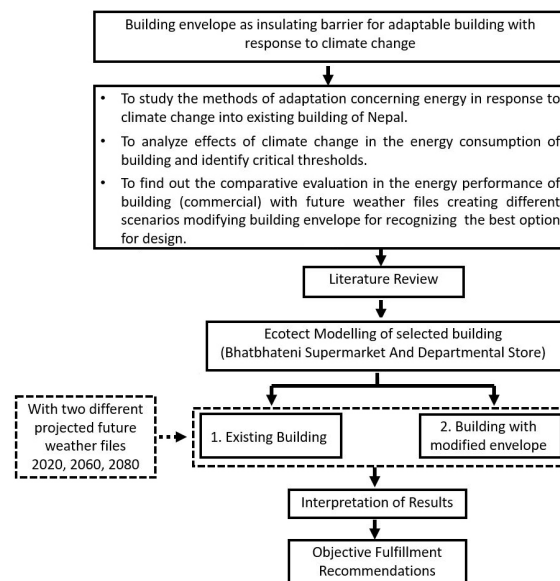 Building envelope as insulating barrier for adaptable building with
response to climate change
• To study the methods of adaptation concerning energy in response to
climate change into existing building of Nepal.
• To analyze effects of climate change in the energy consumption of
building and identify critical thresholds.
• To find out the comparative evaluation in the energy performance of
building (commercial) with future weather files creating different
scenarios modifying building envelope for recognizing the best option
for design.
Literature Review
Ecotect Modelling of selected building
(Bhatbhateni Supermarket And Departmental Store)
With two different
projected future
weather files
2020, 2060, 2080
1. Existing Building
2. Building with
modified envelope
Interpretation of Results
Objective Fulfillment
Recommendations